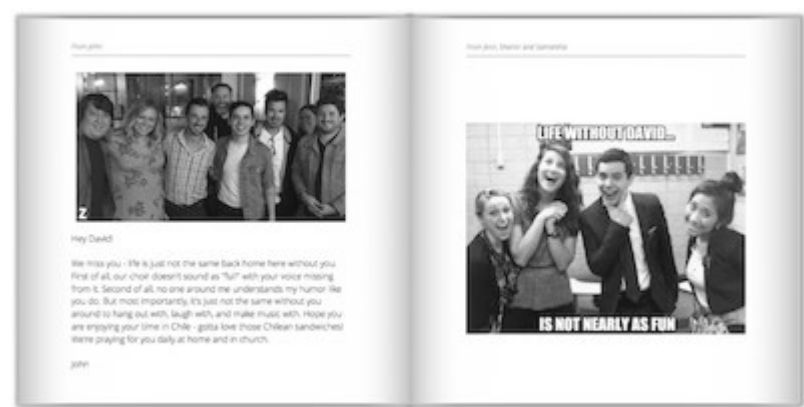 From John
Z
Hey David!
We miss you - life is just not the same back home here without you.
First of all, our choir doesn't sound as "full" with your voice missing
from it. Second of all, no one around me understands my humor like
you do. But most importantly, it's just not the same without you
around to hang out with, laugh with, and make music with. Hope you
are enjoying your time in Chile - gotta love those Chilean sandwiches!
We're praying for you daily at home and in church.
John
From Jess, Sharon and Samantha
LIFE WITHOUT DAVID...
IS NOT NEARLY AS FUN